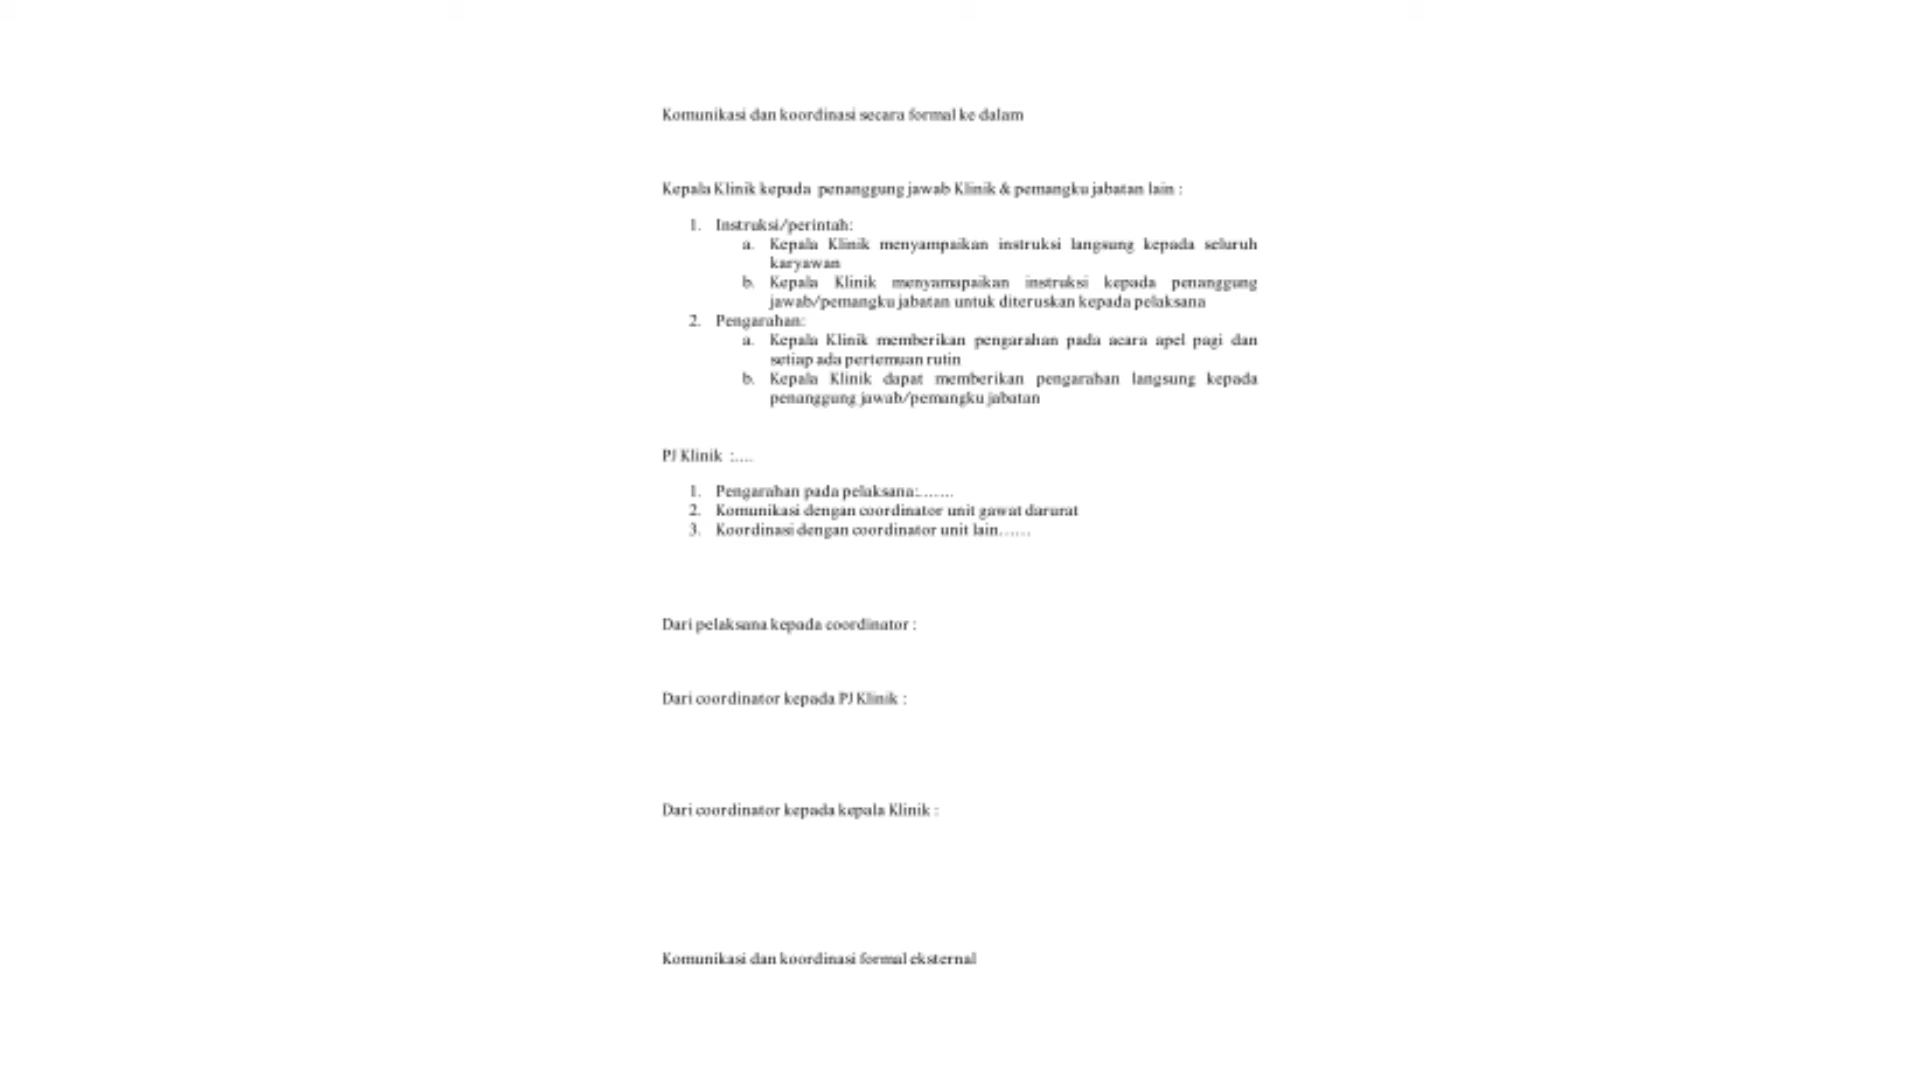 Komunikasi dan koordinasi secara formal ke dalam
Kepala Klinik kepada penanggung jawab Klinik & pemangku jabatan lain :
1. Instruksi/perintah:
a. Kepala Klinik menyampaikan instruksi langsung kepada seluruh
karyawan
b. Kepala Klinik menyamapaikan instruksi kepada penanggung
jawab/pemangku jabatan untuk diteruskan kepada pelaksana
2. Pengarahan:
a. Kepala Klinik memberikan pengarahan pada acara apel pagi dan
setiap ada pertemuan rutin
b. Kepala Klinik dapat memberikan pengarahan langsung kepada
penanggung jawab/pemangku jabatan
PJ Klinik :....
1. Pengarahan pada pelaksana:.......
2. Komunikasi dengan coordinator unit gawat darurat
3. Koordinasi dengan coordinator unit lain......
Dari pelaksana kepada coordinator :
Dari coordinator kepada PJ Klinik :
Dari coordinator kepada kepala Klinik :
Komunikasi dan koordinasi formal eksternal